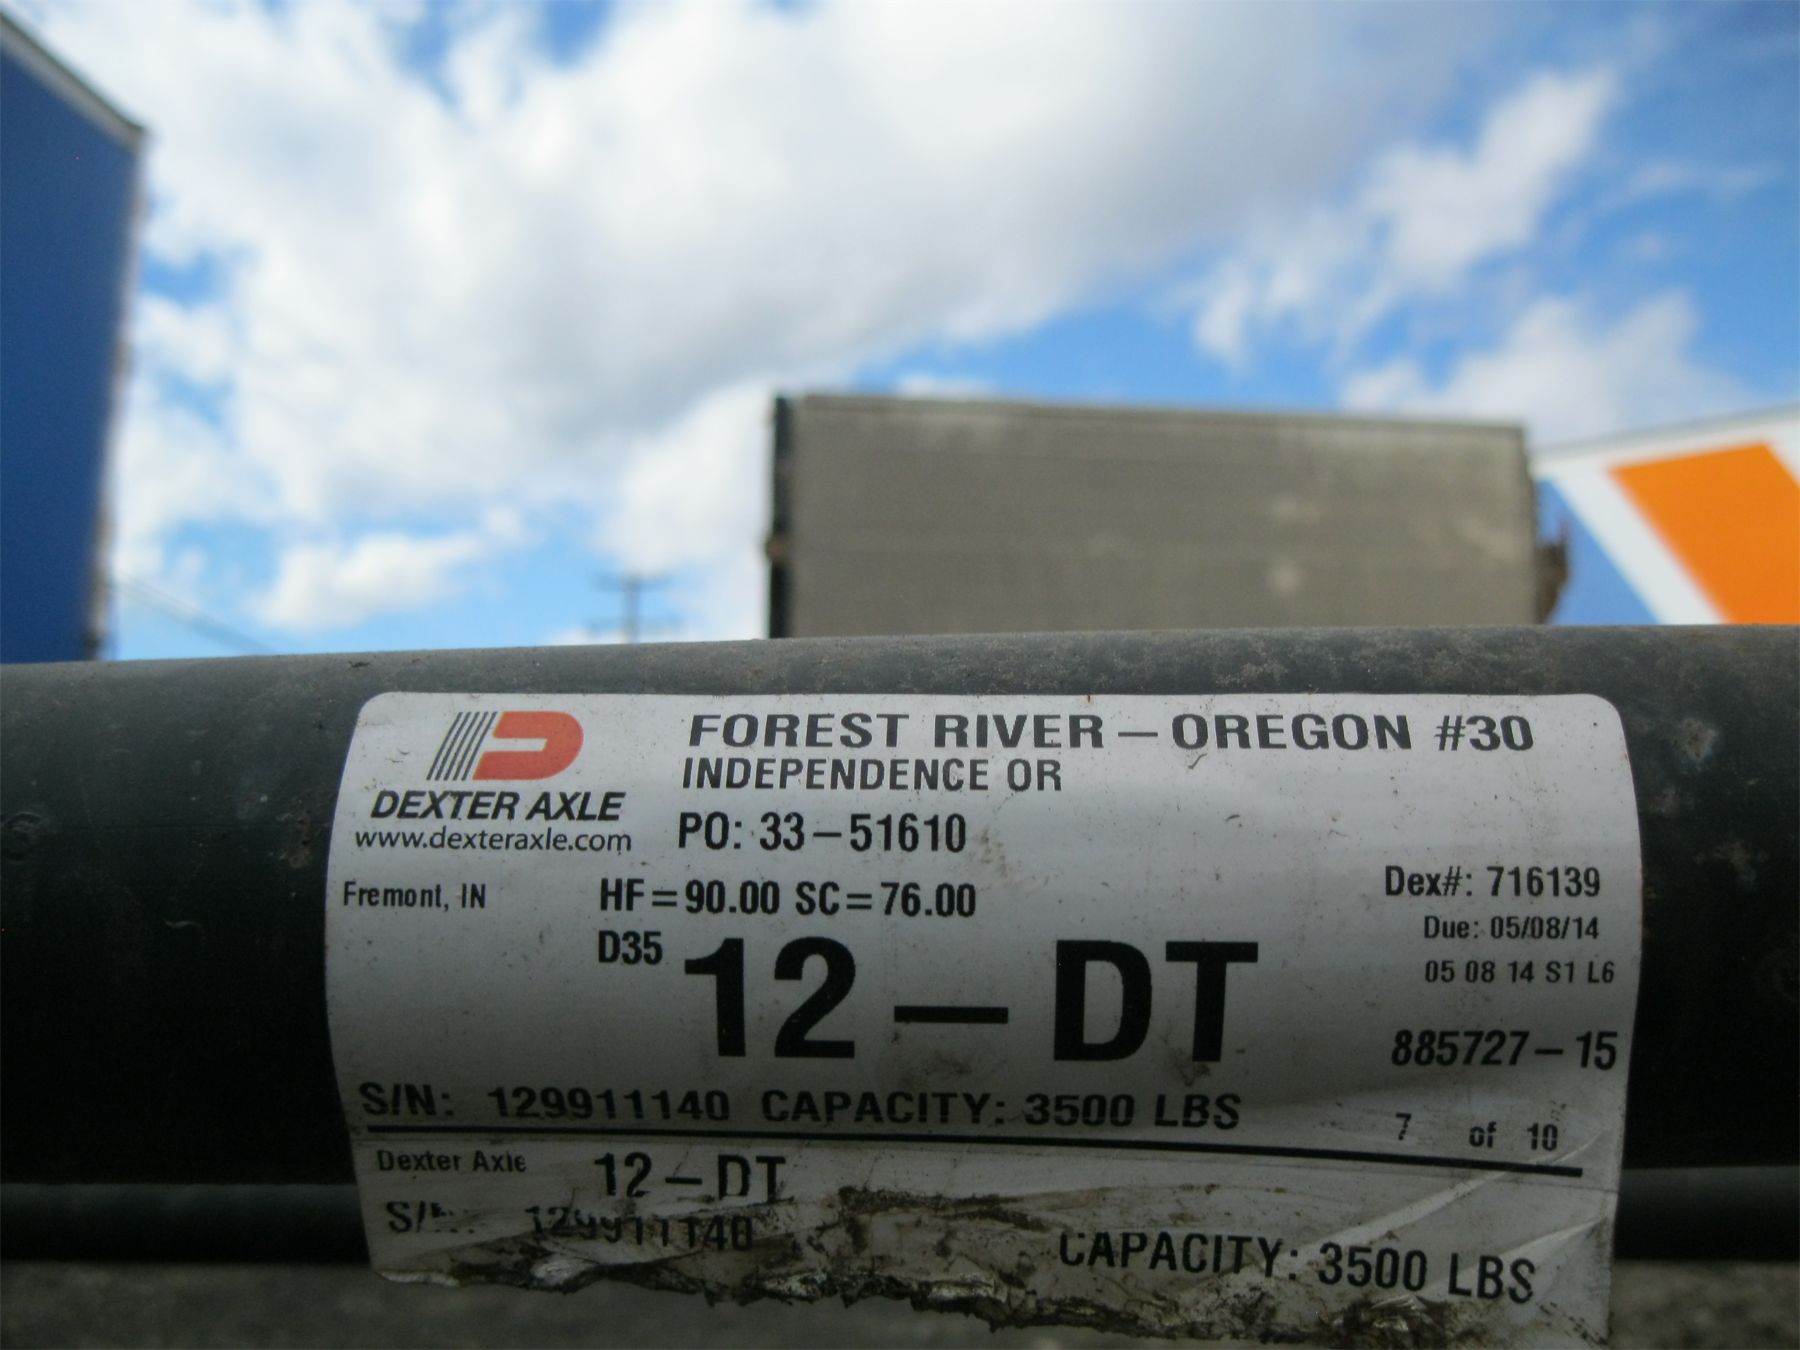 FOREST RIVER – OREGON #30
INDEPENDENCE OR
DEXTER AXLE
www.dexteraxle.com
PO: 33–51610
Fremont, IN
HF=90.00 SC=76.00
Dex#: 716139
Due: 05/08/14
D35
12 – DT
05 08 14 S1 L6
885727–15
S/N: 129911140 CAPACITY: 3500 LBS
7 of 10
Dexter Axle 12–DT
129911140
CAPACITY: 3500 LBS